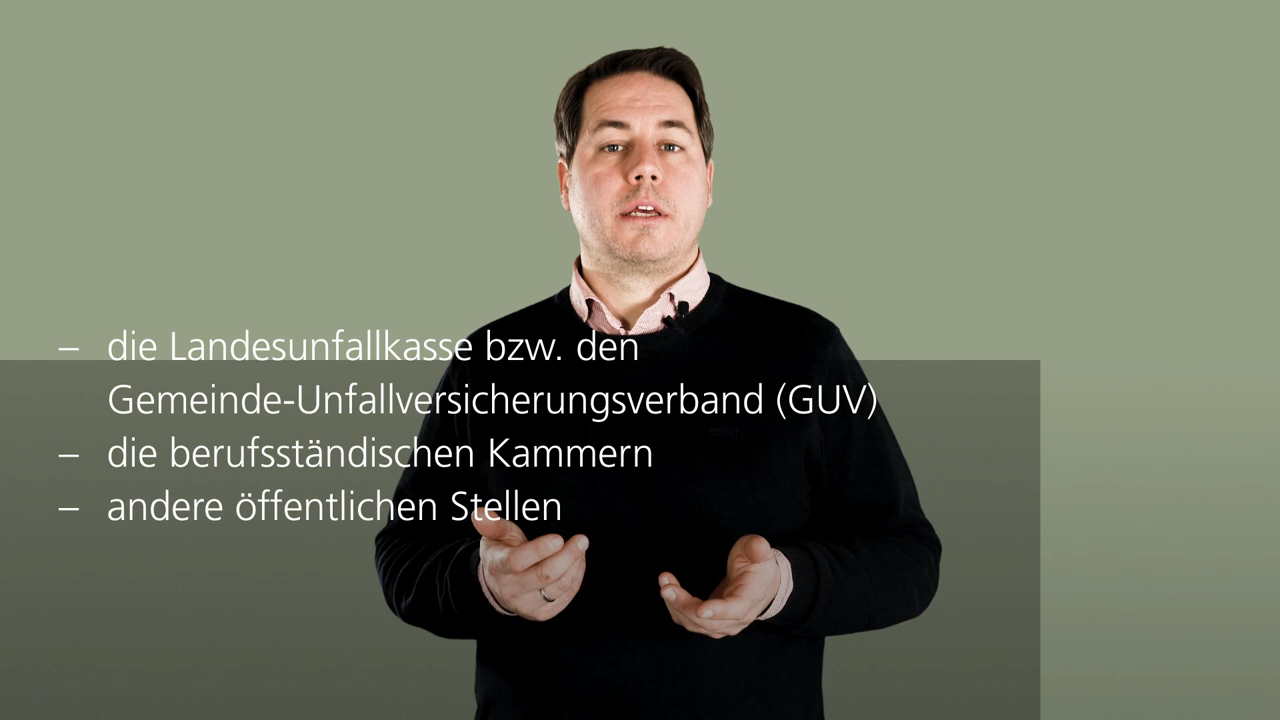 – die Landesunfallkasse bzw. den
Gemeinde-Unfallversicherungsverband (GUV)
– die berufsständischen Kammern
– andere öffentlichen Stellen